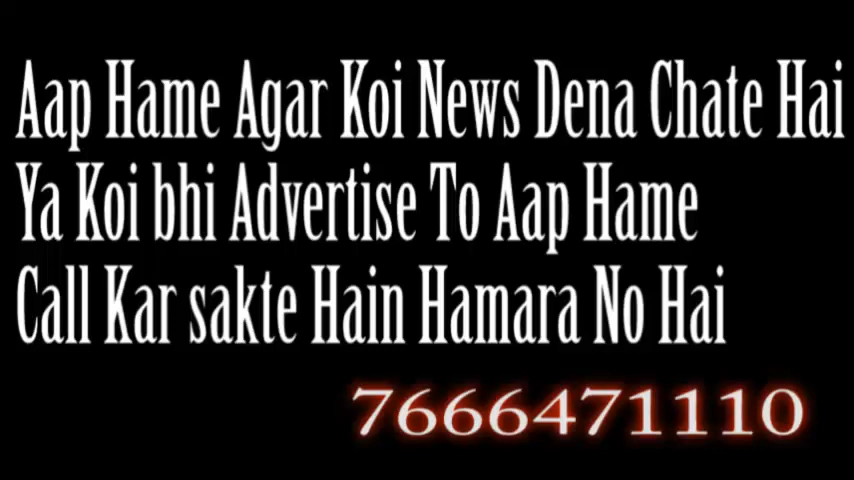 Aap Hame Agar Koi News Dena Chate Hai
Ya Koi bhi Advertise To Aap Hame
Call Kar sakte Hain Hamara No Hai
7666471110